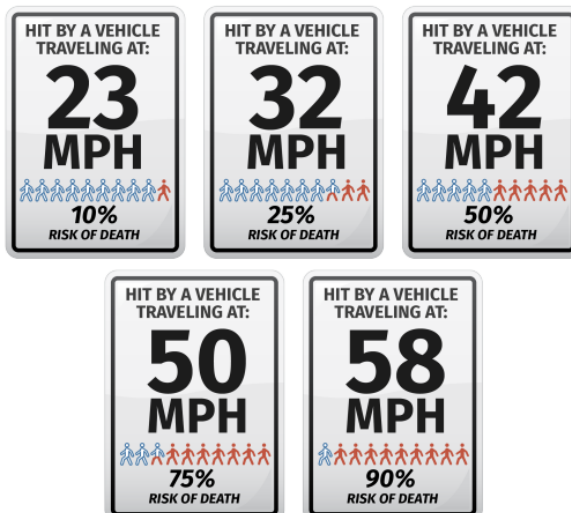 HIT BY A VEHICLE
TRAVELING AT:
23
MPH
10%
RISK OF DEATH
HIT BY A VEHICLE
TRAVELING AT:
32
MPH
25%
RISK OF DEATH
HIT BY A VEHICLE
TRAVELING AT:
42
MPH
50%
RISK OF DEATH
HIT BY A VEHICLE
TRAVELING AT:
50
MPH
75%
RISK OF DEATH
HIT BY A VEHICLE
TRAVELING AT:
58
MPH
90%
RISK OF DEATH